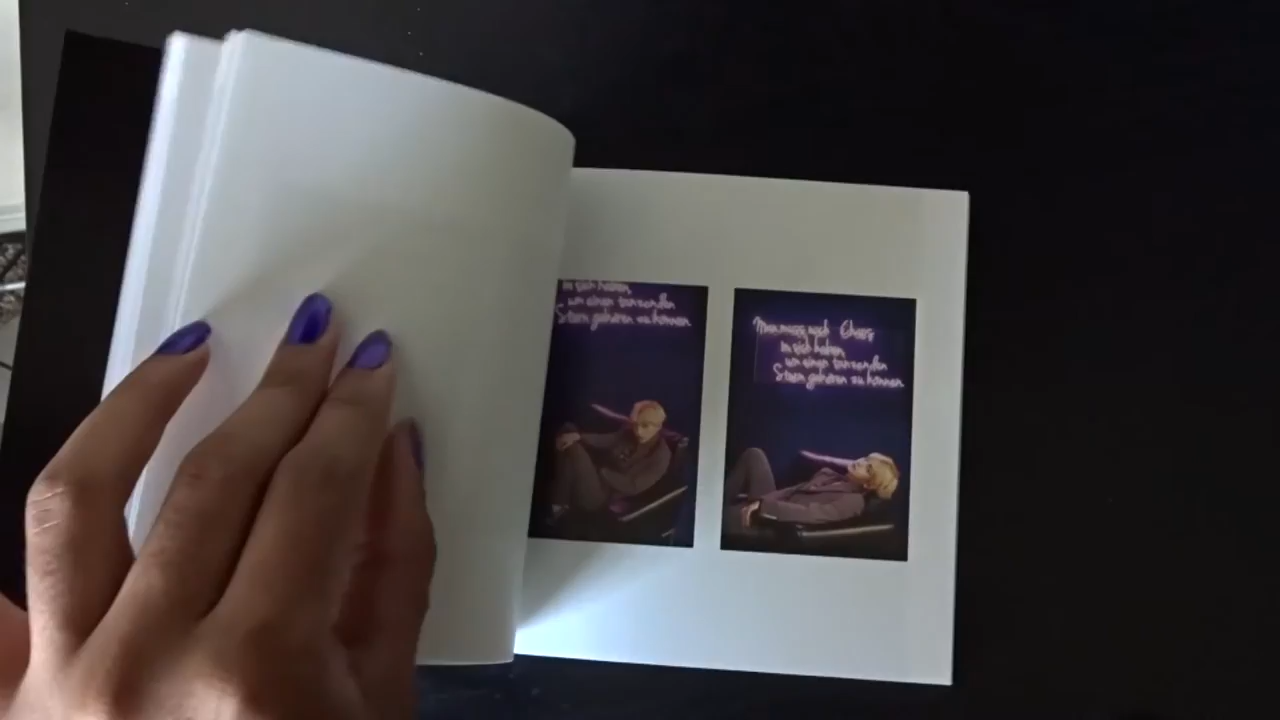 in sich haben,
um einen tanzenden
Stern gebären zu können
Man muss noch Chaos
in sich haben,
um einen tanzenden
Stern gebären zu können